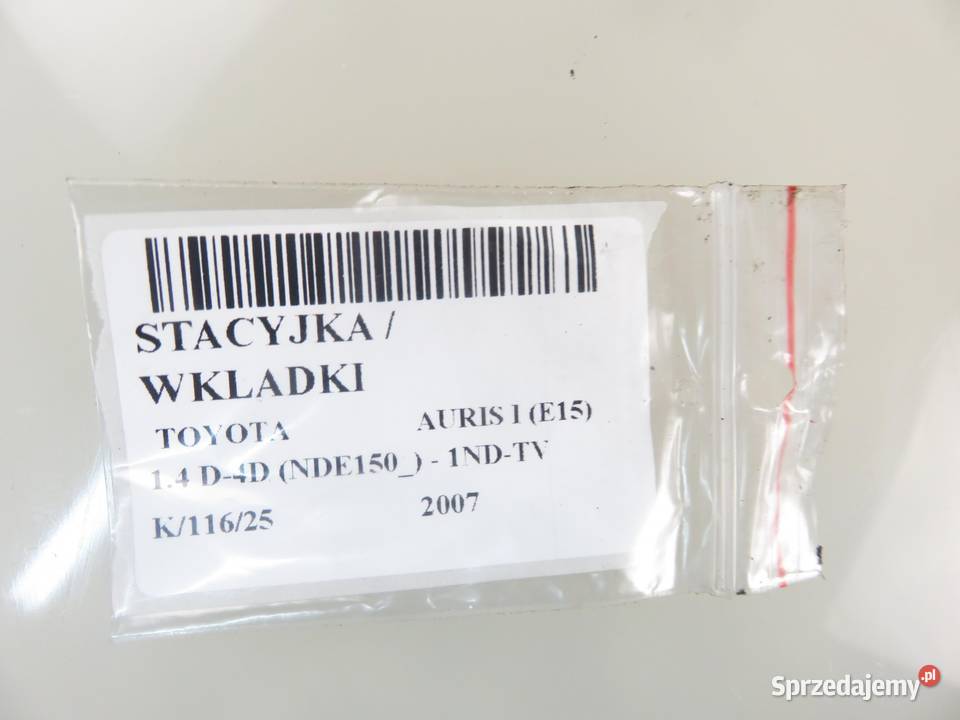 STACYJKA /
WKLADKI
TOYOTA AURIS I (E15)
1.4 D-4D (NDE150_) - 1ND-TV
K/116/25 2007
Sprzedajemy.pl